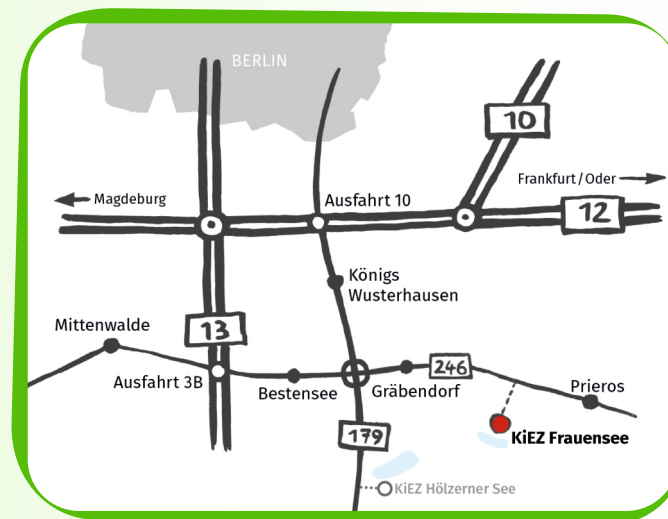 BERLIN
10
Frankfurt/Oder
Magdeburg
Ausfahrt 10
12
Königs
Wusterhausen
Mittenwalde
13
246
Ausfahrt 3B
Bestensee
Gräbendorf
Prieros
179
KiEZ Frauensee
KiEZ Hölzerner See